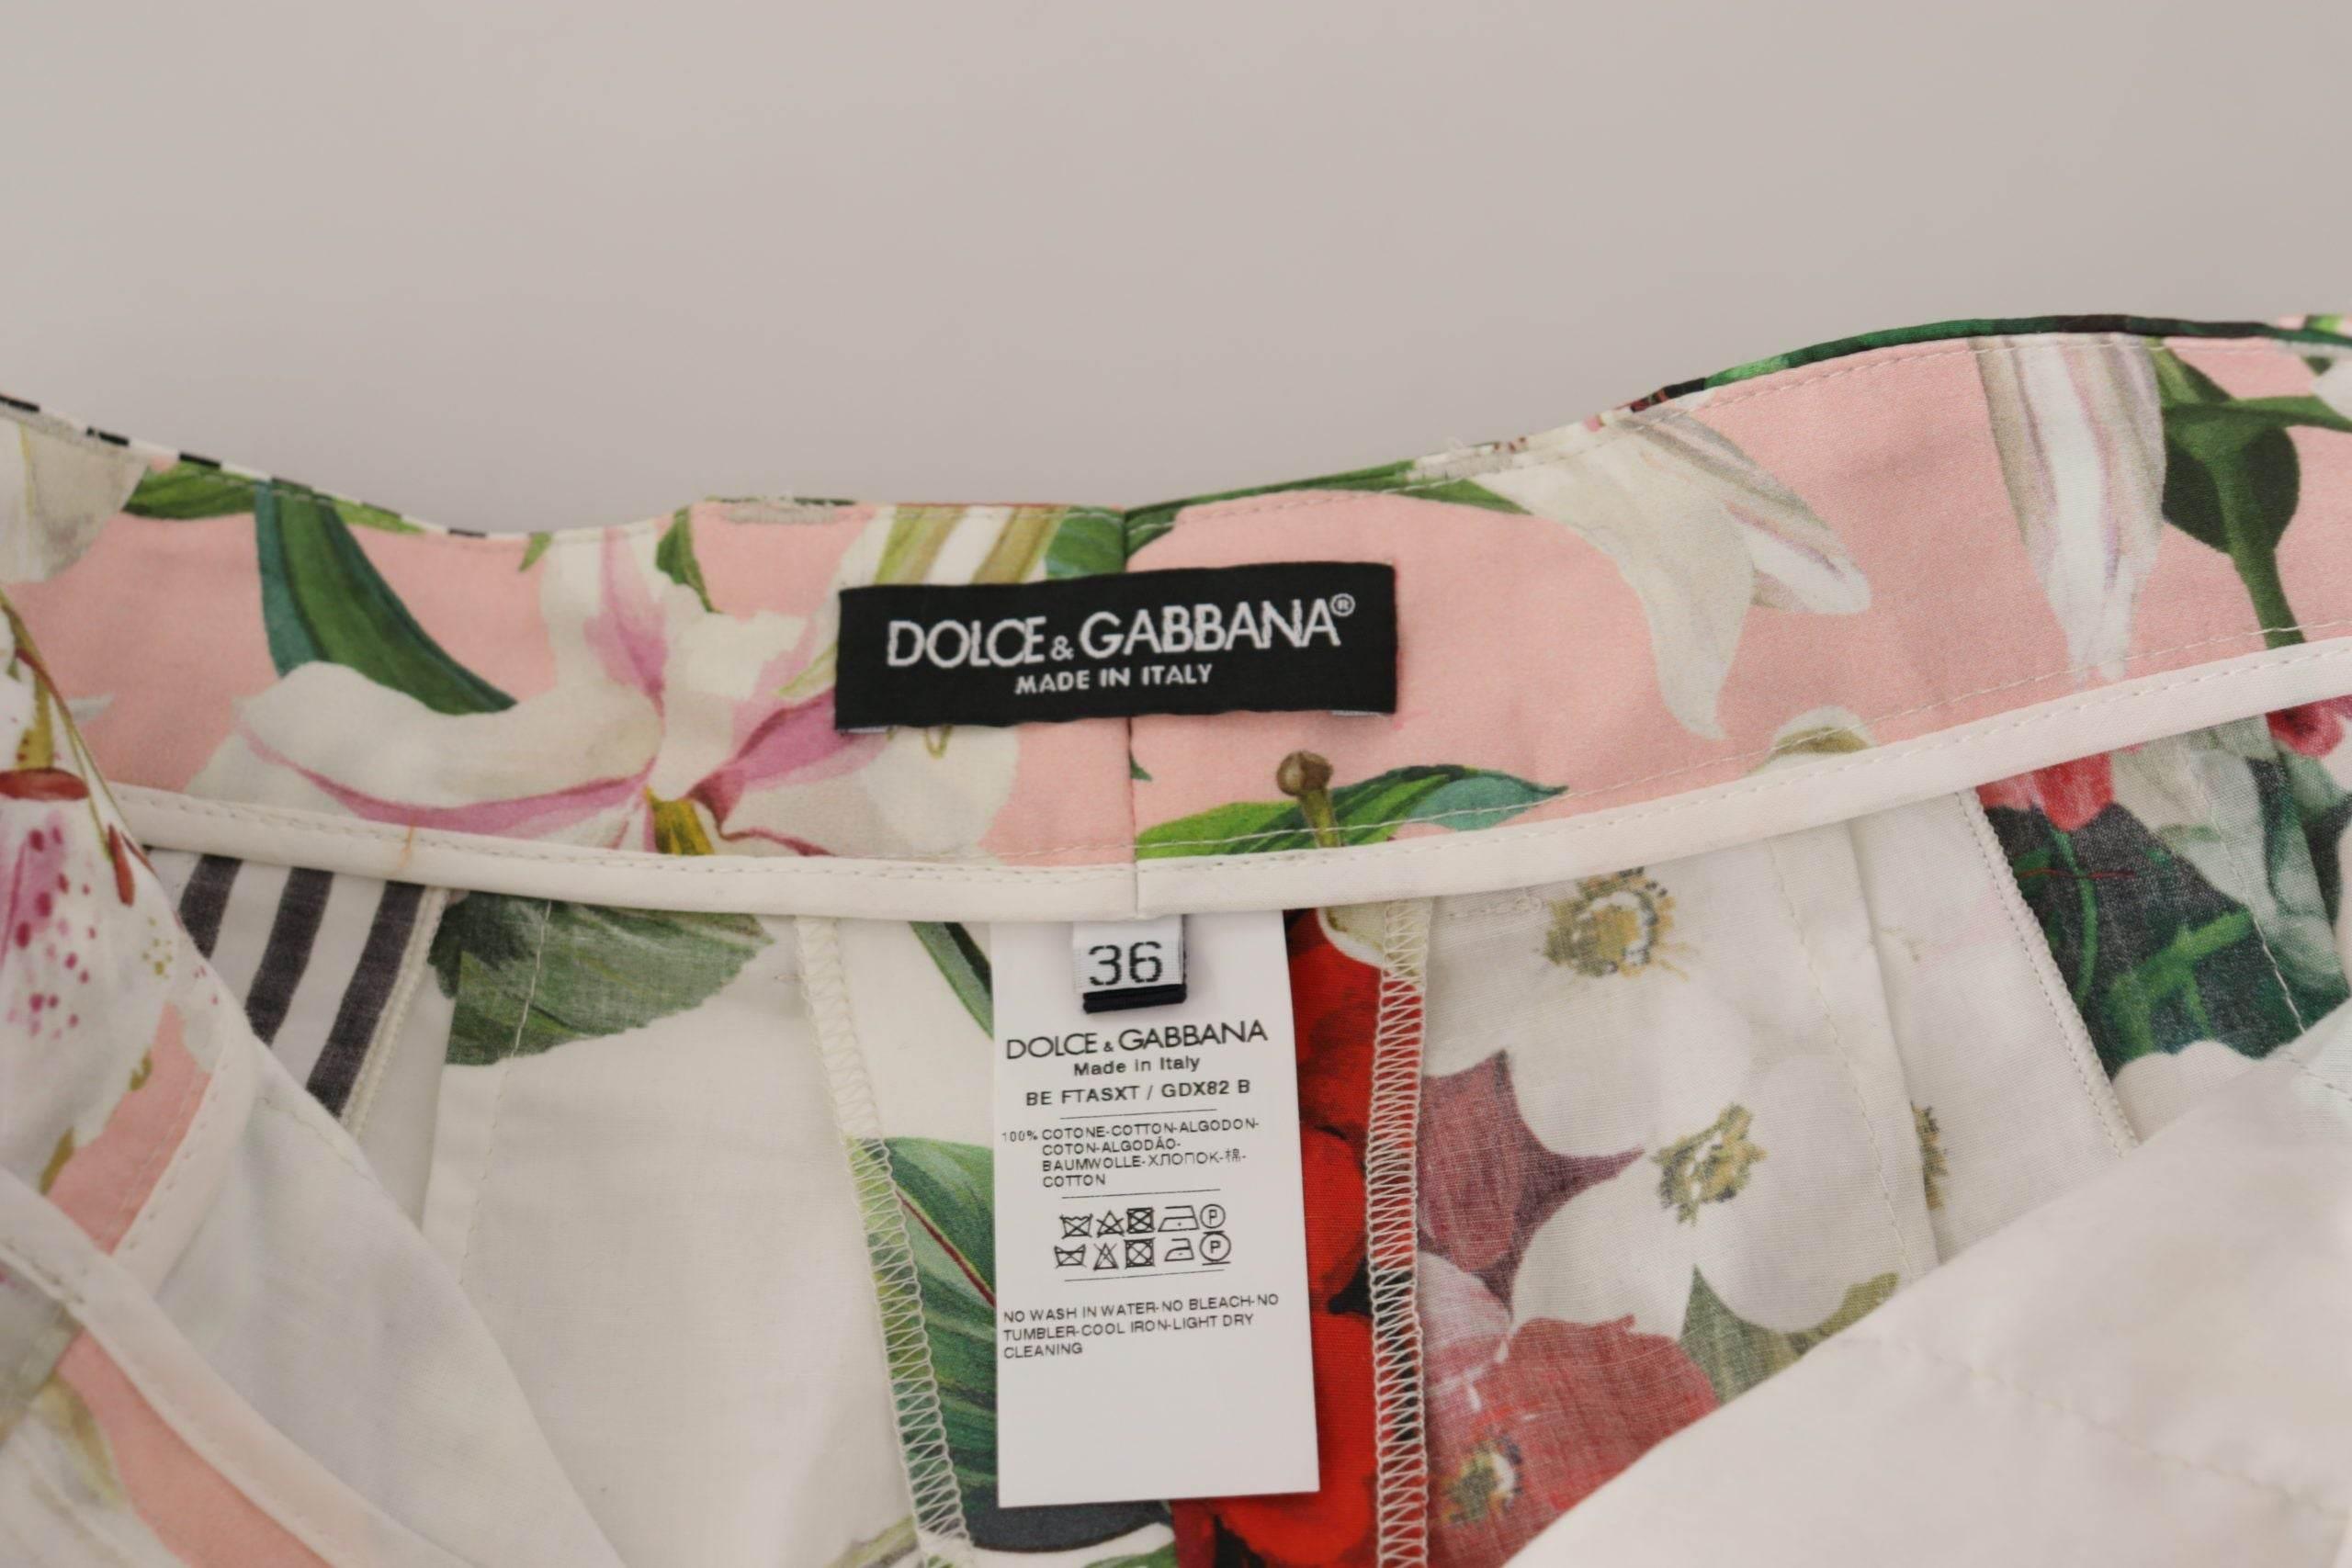 DOLCE & GABBANA®
MADE IN ITALY
36
DOLCE & GABBANA
Made in Italy
BE FTASXT / GDX82 B
100% COTONE-COTTON-ALGODON-
COTON-ALGODÃO-
BAUMWOLLE-ХЛОПОК-棉-
COTTON
P
P
NO WASH IN WATER-NO BLEACH-NO
TUMBLER-COOL IRON-LIGHT DRY
CLEANING